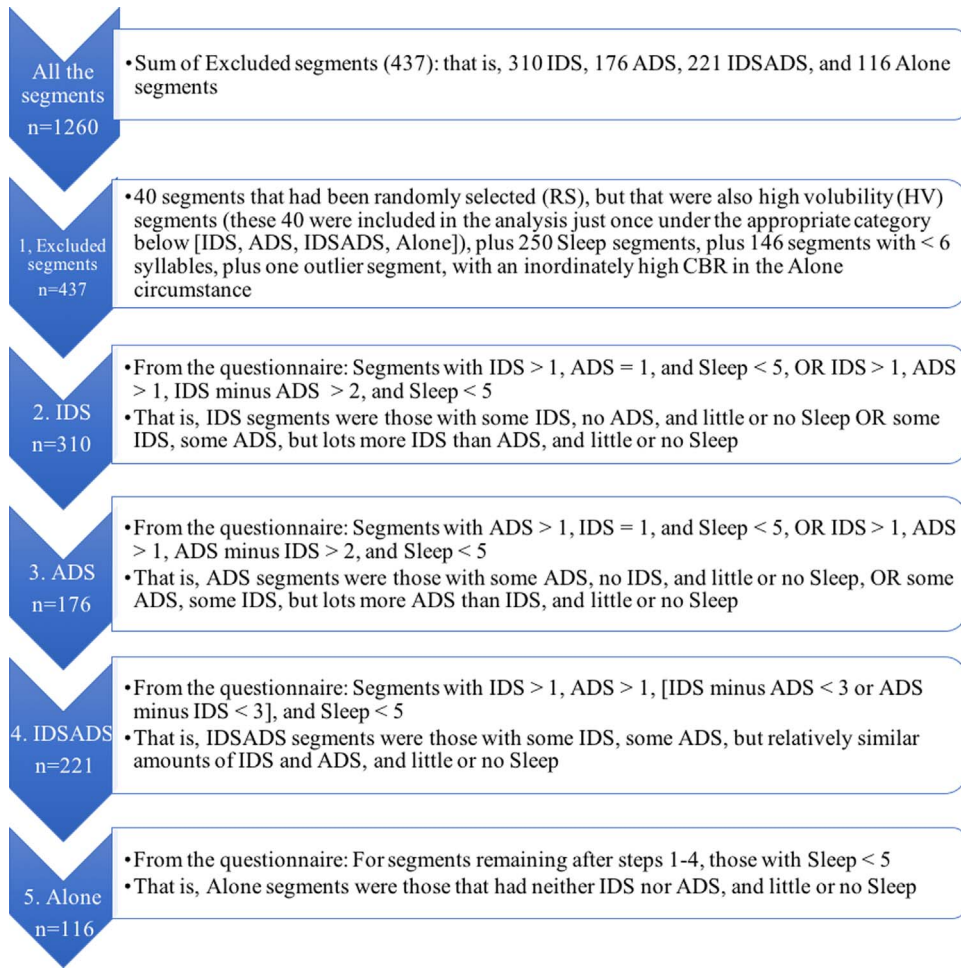 All the
segments
n=1260
•Sum of Excluded segments (437): that is, 310 IDS, 176 ADS, 221 IDSADS, and 116 Alone
segments
1, Excluded
segments
n=437
•40 segments that had been randomly selected (RS), but that were also high volubility (HV)
segments (these 40 were included in the analysis just once under the appropriate category
below [IDS, ADS, IDSADS, Alone]), plus 250 Sleep segments, plus 146 segments with < 6
syllables, plus one outlier segment, with an inordinately high CBR in the Alone
circumstance
2. IDS
n=310
•From the questionnaire: Segments with IDS > 1, ADS = 1, and Sleep < 5, OR IDS > 1, ADS
> 1, IDS minus ADS > 2, and Sleep < 5
•That is, IDS segments were those with some IDS, no ADS, and little or no Sleep OR some
IDS, some ADS, but lots more IDS than ADS, and little or no Sleep
3. ADS
n=176
•From the questionnaire: Segments with ADS > 1, IDS = 1, and Sleep < 5, OR IDS > 1, ADS
> 1, ADS minus IDS > 2, and Sleep < 5
•That is, ADS segments were those with some ADS, no IDS, and little or no Sleep, OR some
ADS, some IDS, but lots more ADS than IDS, and little or no Sleep
4. IDSADS
n=221
•From the questionnaire: Segments with IDS > 1, ADS > 1, [IDS minus ADS < 3 or ADS
minus IDS < 3], and Sleep < 5
•That is, IDSADS segments were those with some IDS, some ADS, but relatively similar
amounts of IDS and ADS, and little or no Sleep
5. Alone
n=116
•From the questionnaire: For segments remaining after steps 1-4, those with Sleep < 5
•That is, Alone segments were those that had neither IDS nor ADS, and little or no Sleep